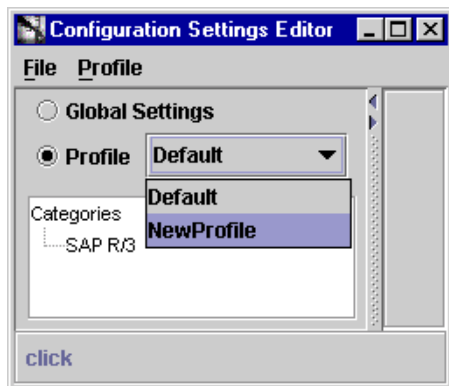 Configuration Settings Editor
File Profile
Global Settings
Profile Default
Default
NewProfile
Categories
SAP R/3
click